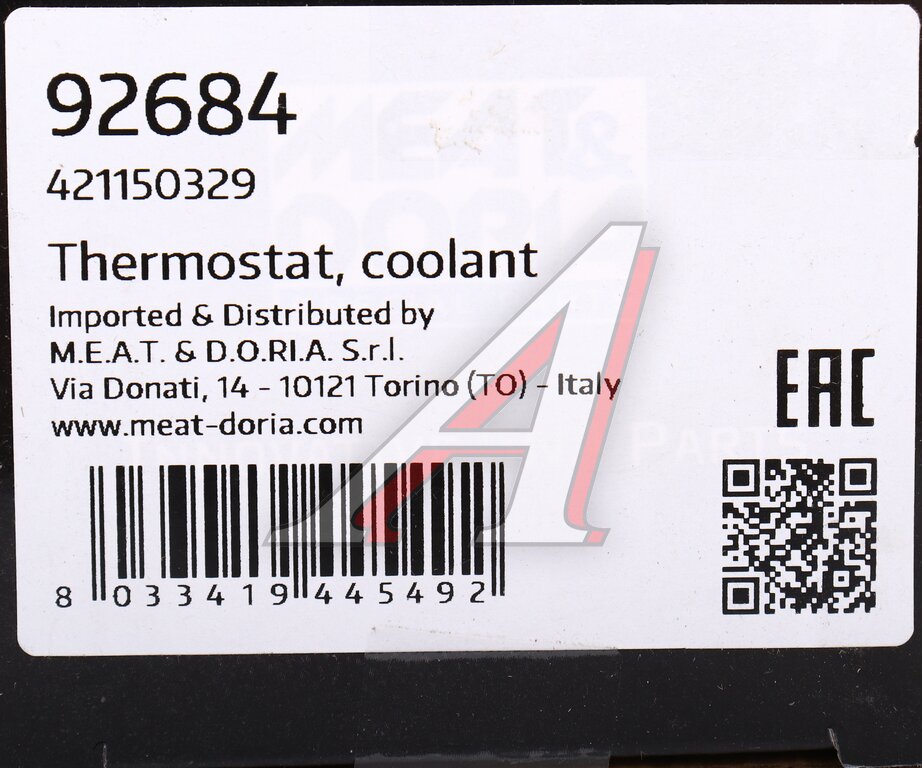 92684
421150329
Thermostat, coolant
Imported & Distributed by
M.E.A.T. & D.O.RI.A. S.r.l.
Via Donati, 14 - 10121 Torino (TO) - Italy
www.meat-doria.com
EAC
8 033419 445492